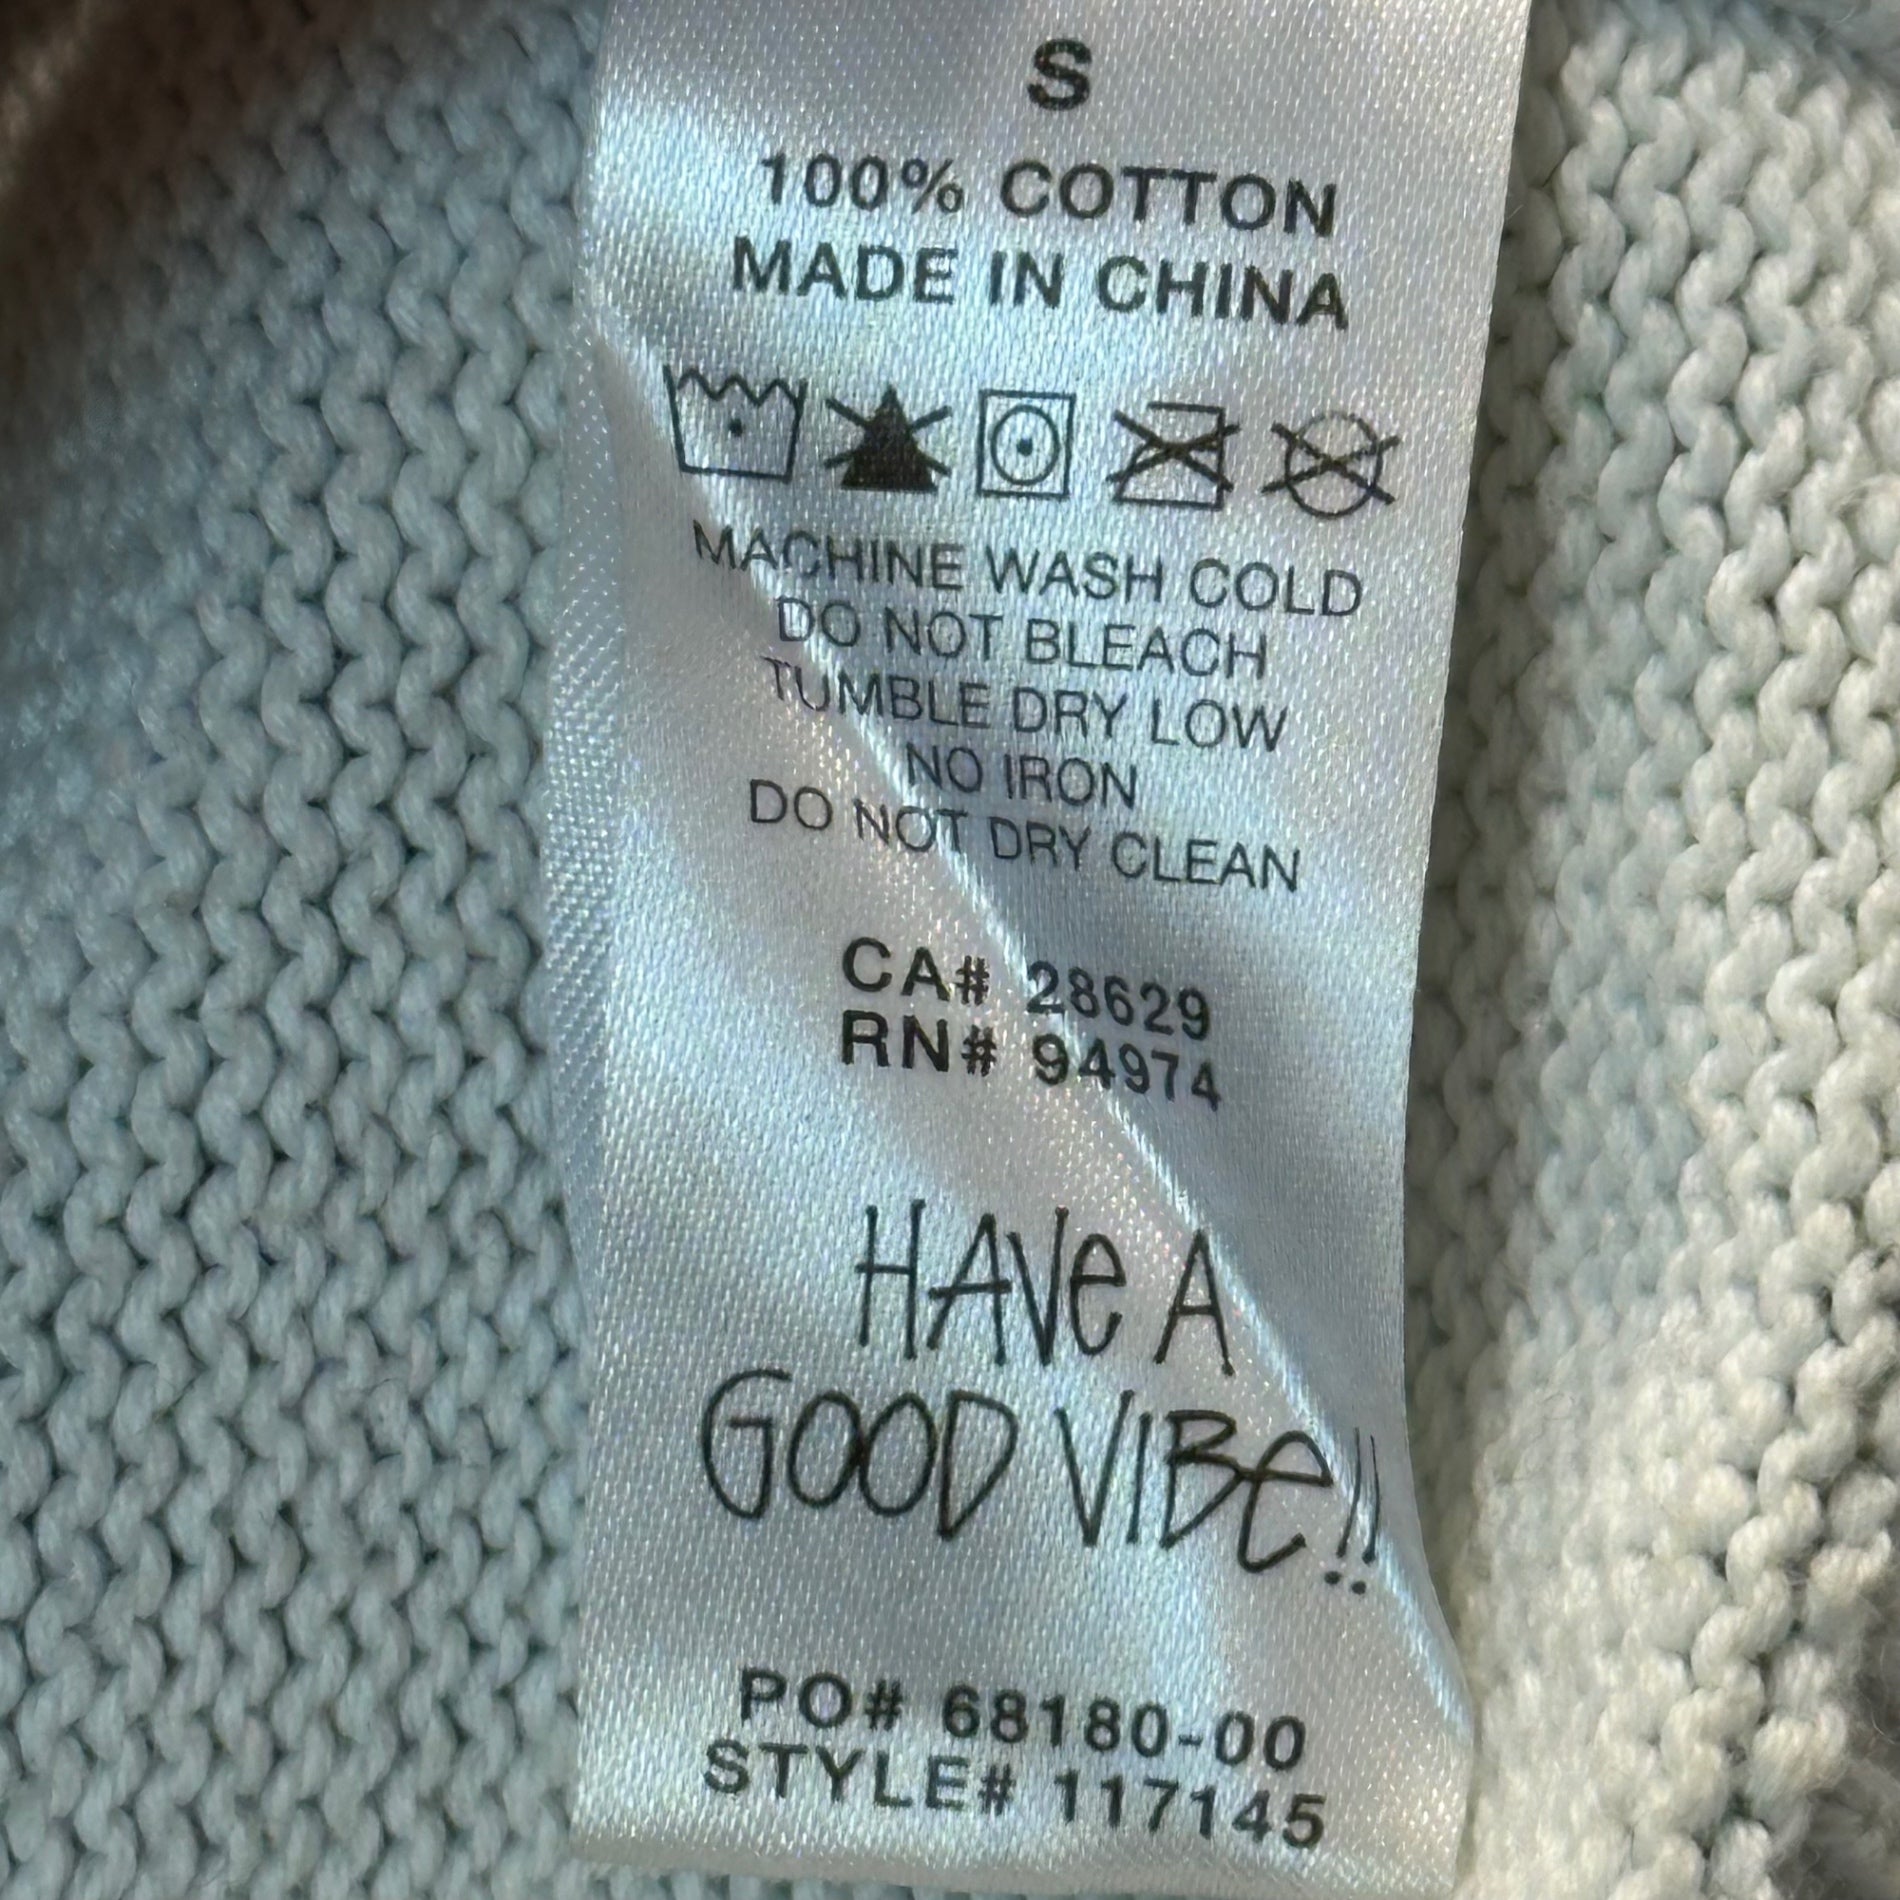 S
100% COTTON
MADE IN CHINA
MACHINE WASH COLD
DO NOT BLEACH
TUMBLE DRY LOW
NO IRON
DO NOT DRY CLEAN
CA# 28629
RN# 94974
HAVe A
GOOD VIBe!!
PO# 68180-00
STYLE# 117145